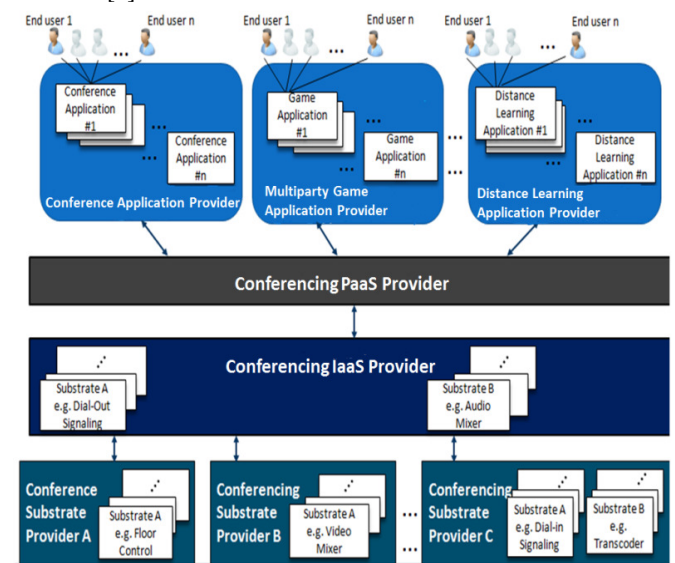 End user 1
End user n
End user 1
End user n
End user 1
End user n
...
...
...
Conference
Application
#1
...
...
Conference
Application
#n
Conference Application Provider
Game
Application
#1
...
...
Game
Application
#n
Multiparty Game
Application Provider
...
...
Distance
Learning
Application #1
...
...
Distance
Learning
Application #n
Distance Learning
Application Provider
Conferencing PaaS Provider
Conferencing IaaS Provider
Substrate A
e.g. Dial-Out
Signaling
Substrate B
e.g. Audio
Mixer
Conference
Substrate
Provider A
Substrate A
e.g. Floor
Control
Conferencing
Substrate
Provider B
Substrate A
e.g. Video
Mixer
...
...
Conferencing
Substrate
Provider C
Substrate A
e.g. Dial-in
Signaling
Substrate B
e.g.
Transcoder